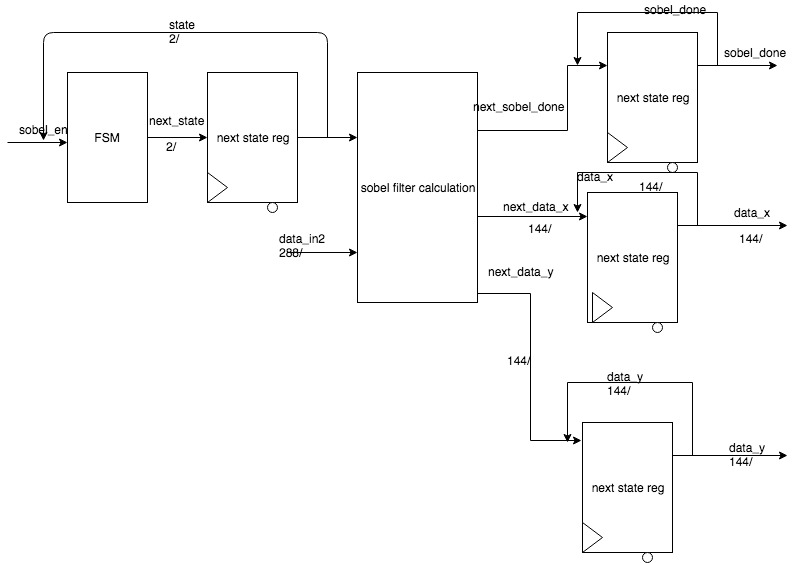 state
2/
sobel_en
FSM
next_state
2/
next state reg
sobel filter calculation
data_in2
288/
next_sobel_done
sobel_done
next state reg
sobel_done
next_data_x
144/
data_x
144/
next state reg
data_x
144/
next_data_y
144/
data_y
144/
next state reg
data_y
144/